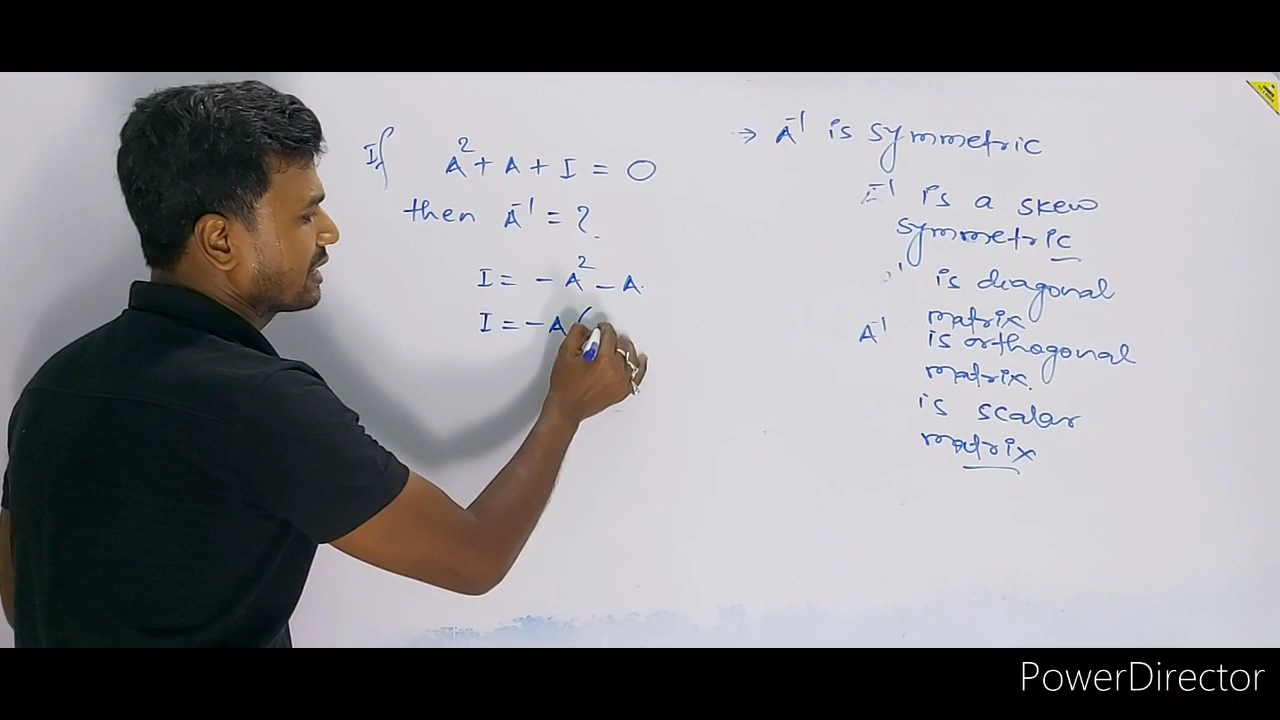 If A² + A + I = 0
then A⁻¹ = ?
I = -A² - A.
I = -A (
→ A⁻¹ is symmetric
is a skew
symmetric
is diagonal
matrix
A⁻¹ is orthogonal
matrix.
is scalar
matrix
PowerDirector